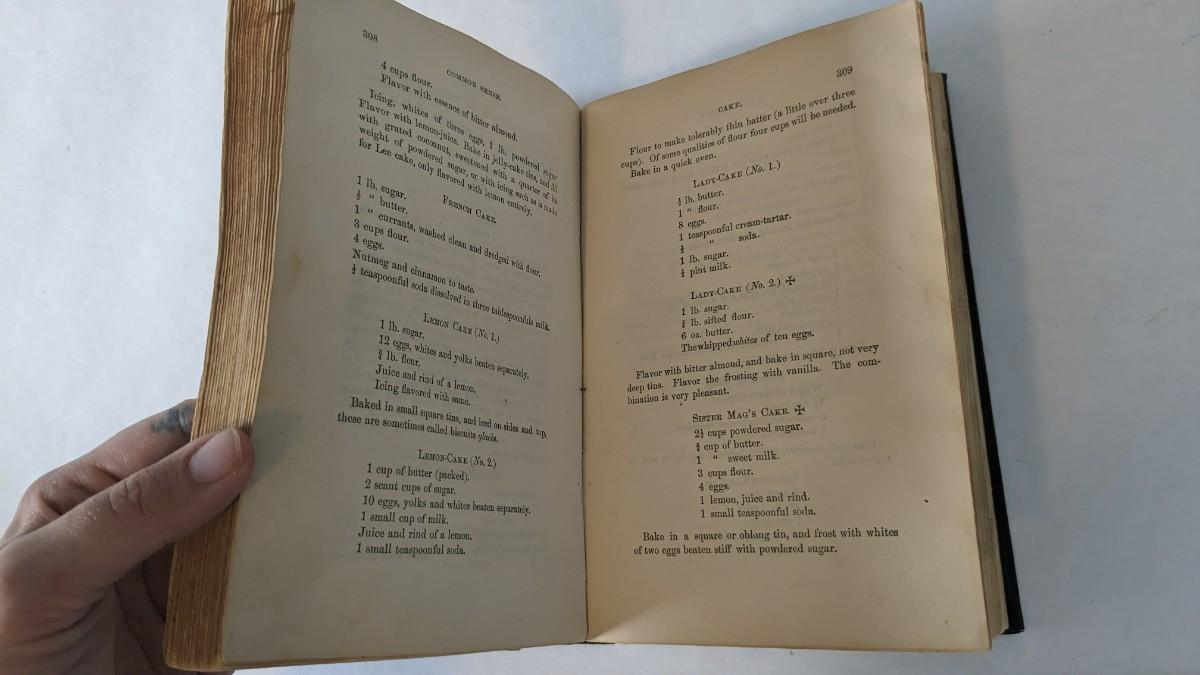 308
COMMON SENSE
4 cups flour.
Flavor with essence of bitter almond.
Icing, whites of three eggs, 1 lb. powdered sugar
Flavor with lemon-juice. Bake in jelly-cake tins, and fill
with grated cocoanut, sweetened with a quarter of its
weight of powdered sugar, or with icing such as is made
for Lee cake, only flavored with lemon entirely.
FRENCH CAKE.
1 lb. sugar.
½ " butter.
1 " currants, washed clean and dredged with flour.
3 cups flour.
4 eggs.
Nutmeg and cinnamon to taste.
½ teaspoonful soda dissolved in three tablespoonfuls milk.
LEMON CAKE (No. 1.)
1 lb. sugar.
12 eggs, whites and yolks beaten separately.
¾ lb. flour.
Juice and rind of a lemon.
Icing flavored with same.
Baked in small square tins, and iced on sides and top,
these are sometimes called biscuits glacés.
LEMON-CAKE (No. 2.)
1 cup of butter (packed).
2 scant cups of sugar.
10 eggs, yolks and whites beaten separately.
1 small cup of milk.
Juice and rind of a lemon.
1 small teaspoonful soda.
309
CAKE.
Flour to make tolerably thin batter (a little over three
cups). Of some qualities of flour four cups will be needed.
Bake in a quick oven.
LADY-CAKE (No. 1.)
½ lb. butter.
1 " flour.
8 eggs.
1 teaspoonful cream-tartar.
½ " soda.
1 lb. sugar.
½ pint milk.
LADY-CAKE (No. 2.) ✠
1 lb. sugar.
¾ lb. sifted flour.
6 oz. butter.
The whipped whites of ten eggs.
Flavor with bitter almond, and bake in square, not very
deep tins. Flavor the frosting with vanilla. The com-
bination is very pleasant.
SISTER MAG'S CAKE. ✠
2½ cups powdered sugar.
¾ cup of butter.
1 " sweet milk.
3 cups flour.
4 eggs.
1 lemon, juice and rind.
1 small teaspoonful soda.
Bake in a square or oblong tin, and frost with whites
of two eggs beaten stiff with powdered sugar.